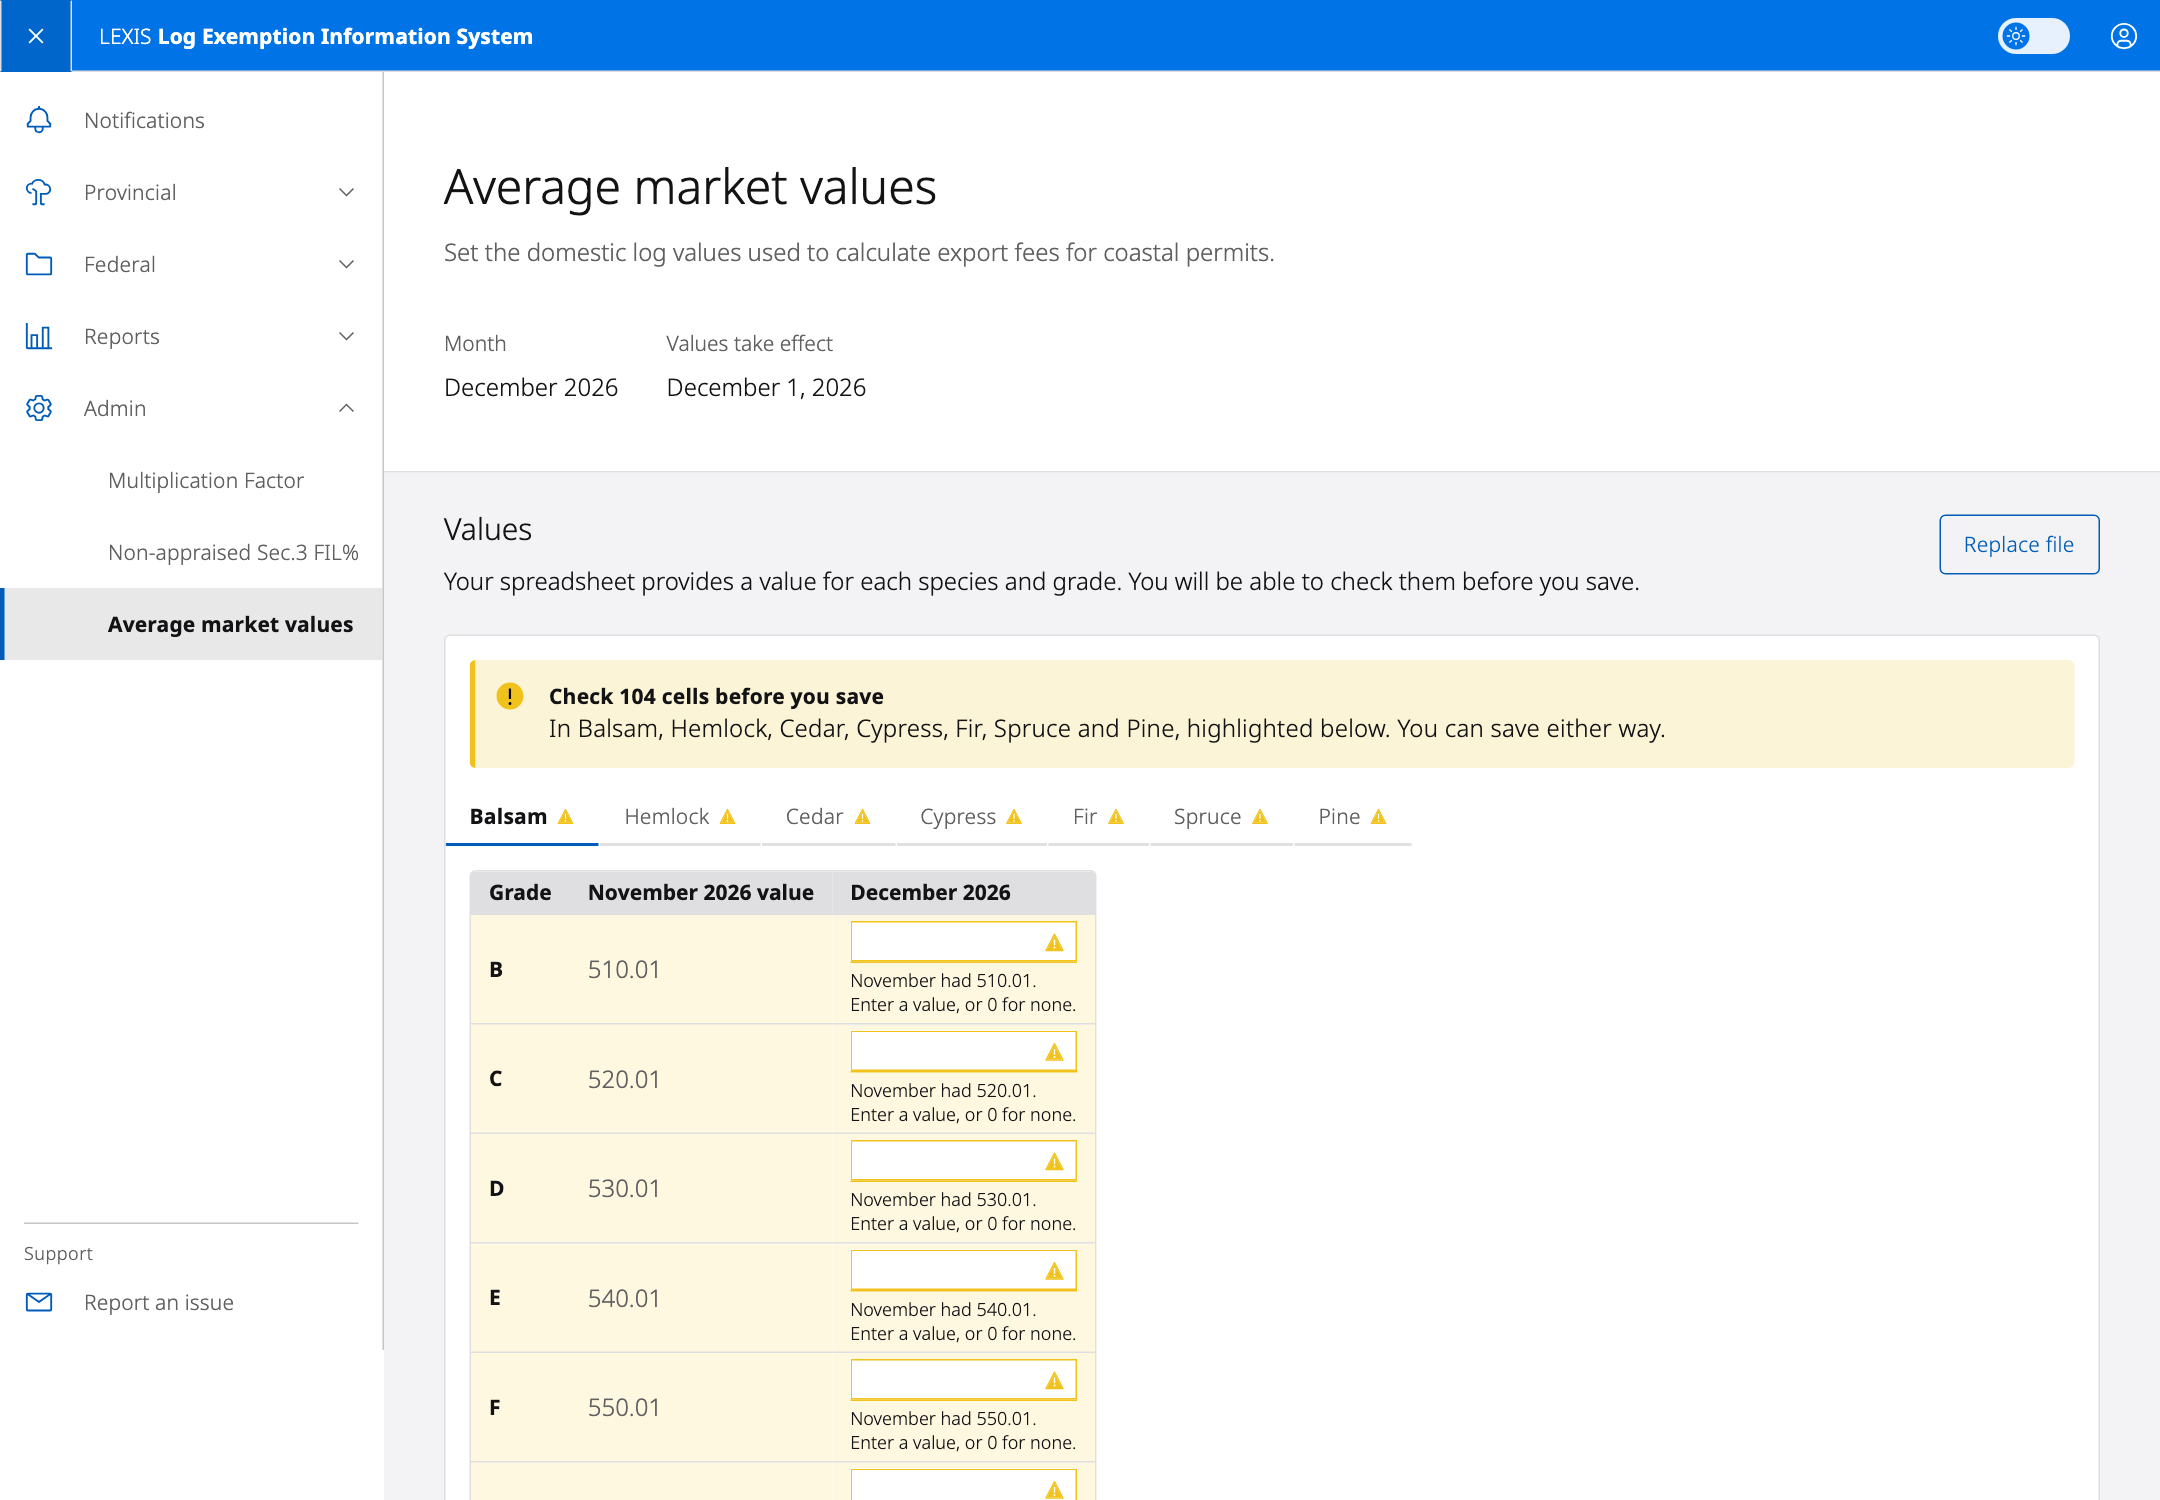 LEXIS Log Exemption Information System
Notifications
Provincial
Federal
Reports
Admin
Multiplication Factor
Non-appraised Sec.3 FIL%
Average market values
Support
Report an issue
Average market values
Set the domestic log values used to calculate export fees for coastal permits.
Month
December 2026
Values take effect
December 1, 2026
Values
Replace file
Your spreadsheet provides a value for each species and grade. You will be able to check them before you save.
Check 104 cells before you save
In Balsam, Hemlock, Cedar, Cypress, Fir, Spruce and Pine, highlighted below. You can save either way.
Balsam Hemlock Cedar Cypress Fir Spruce Pine
Grade November 2026 value December 2026
B 510.01
November had 510.01.
Enter a value, or 0 for none.
C 520.01
November had 520.01.
Enter a value, or 0 for none.
D 530.01
November had 530.01.
Enter a value, or 0 for none.
E 540.01
November had 540.01.
Enter a value, or 0 for none.
F 550.01
November had 550.01.
Enter a value, or 0 for none.